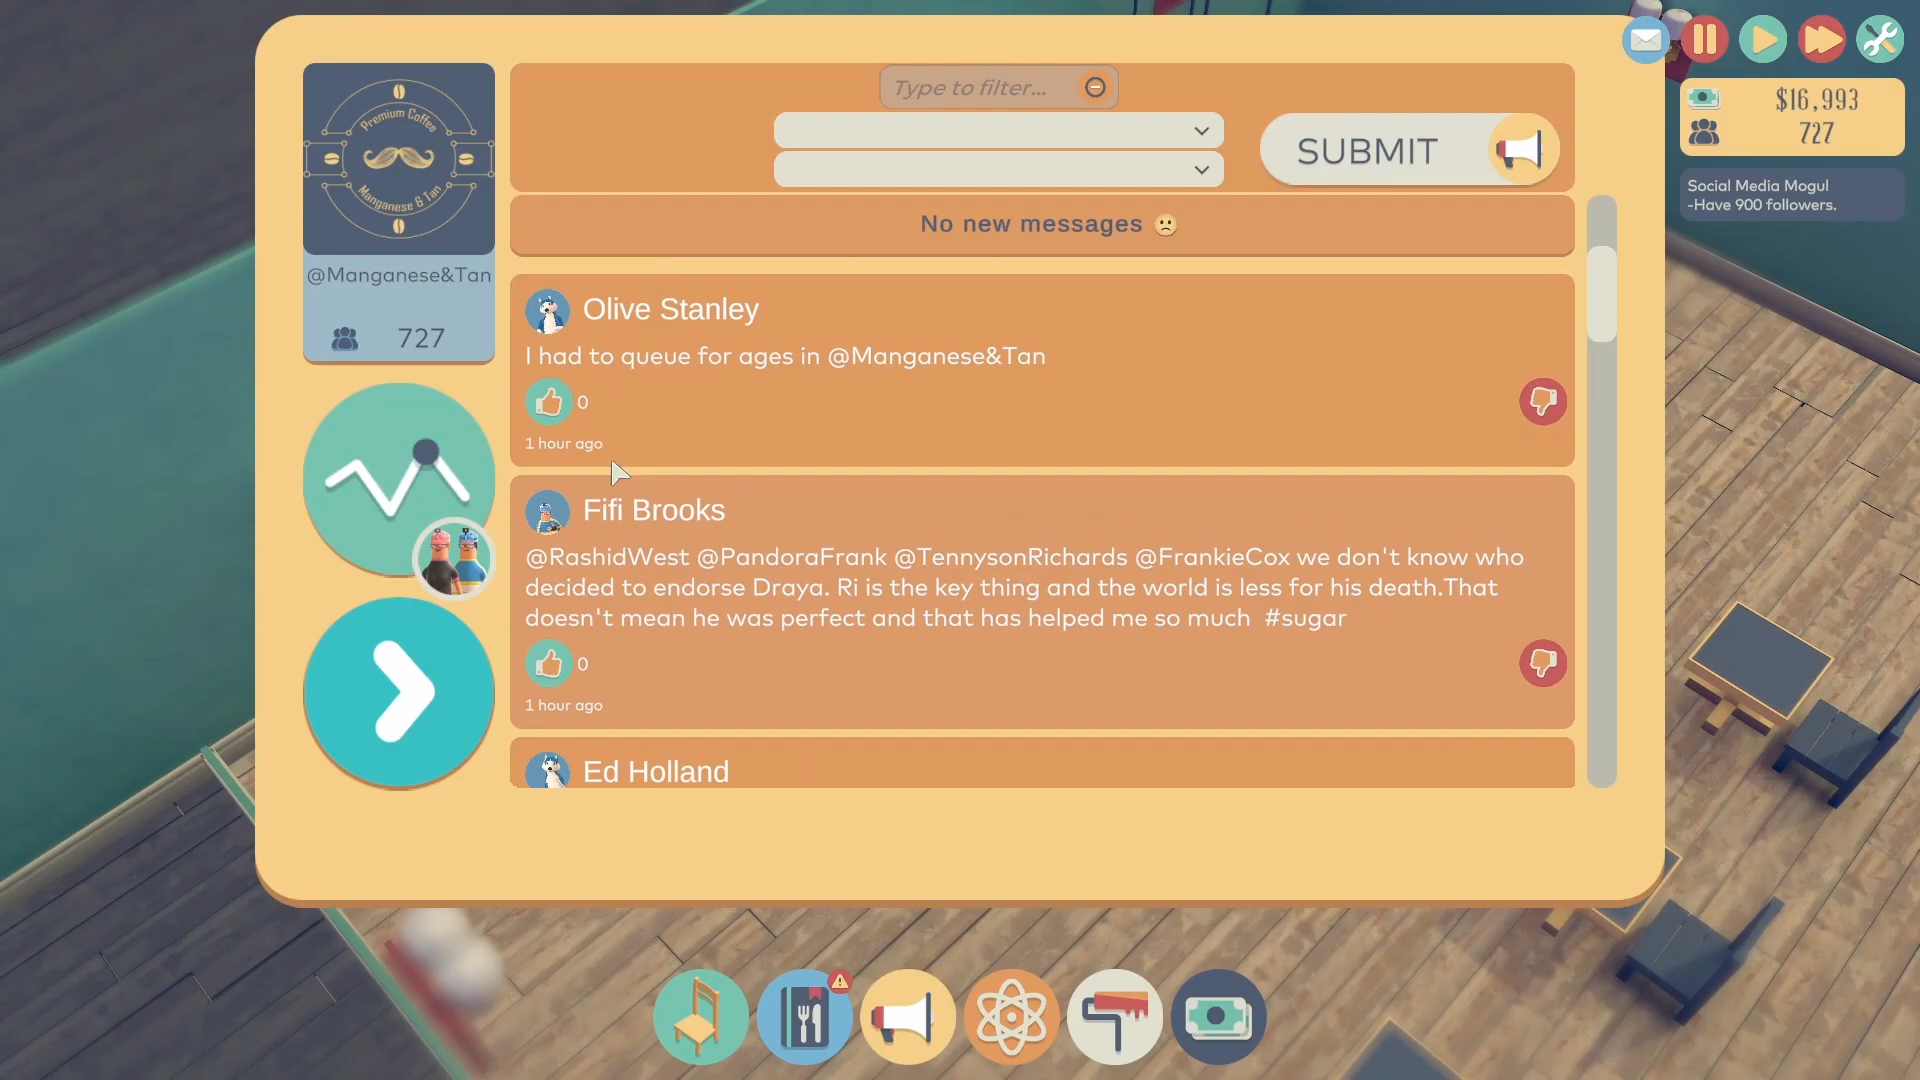 Premium Coffee
Manganese & Tan
@Manganese&Tan
727
Type to filter...
SUBMIT
No new messages
Olive Stanley
I had to queue for ages in @Manganese&Tan
0
1 hour ago
Fifi Brooks
@RashidWest @PandoraFrank @TennysonRichards @FrankieCox we don't know who
decided to endorse Draya. Ri is the key thing and the world is less for his death.That
doesn't mean he was perfect and that has helped me so much #sugar
0
1 hour ago
Ed Holland
$16,993
727
Social Media Mogul
-Have 900 followers.